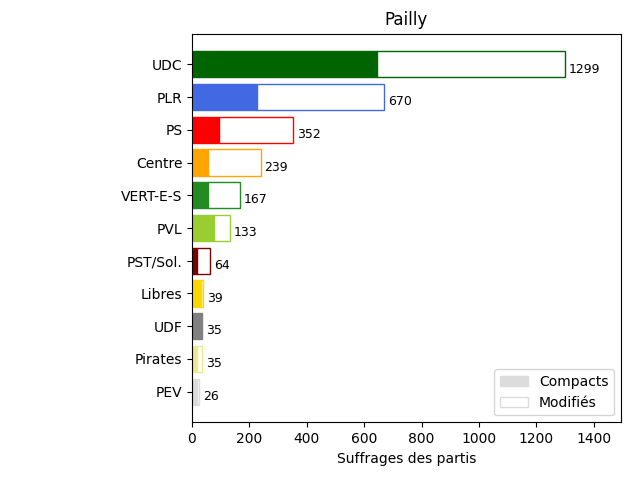 Pailly
UDC 1299
PLR 670
PS 352
Centre 239
VERT-E-S 167
PVL 133
PST/Sol. 64
Libres 39
UDF 35
Pirates 35
PEV 26
Compacts
Modifiés
0 200 400 600 800 1000 1200 1400
Suffrages des partis